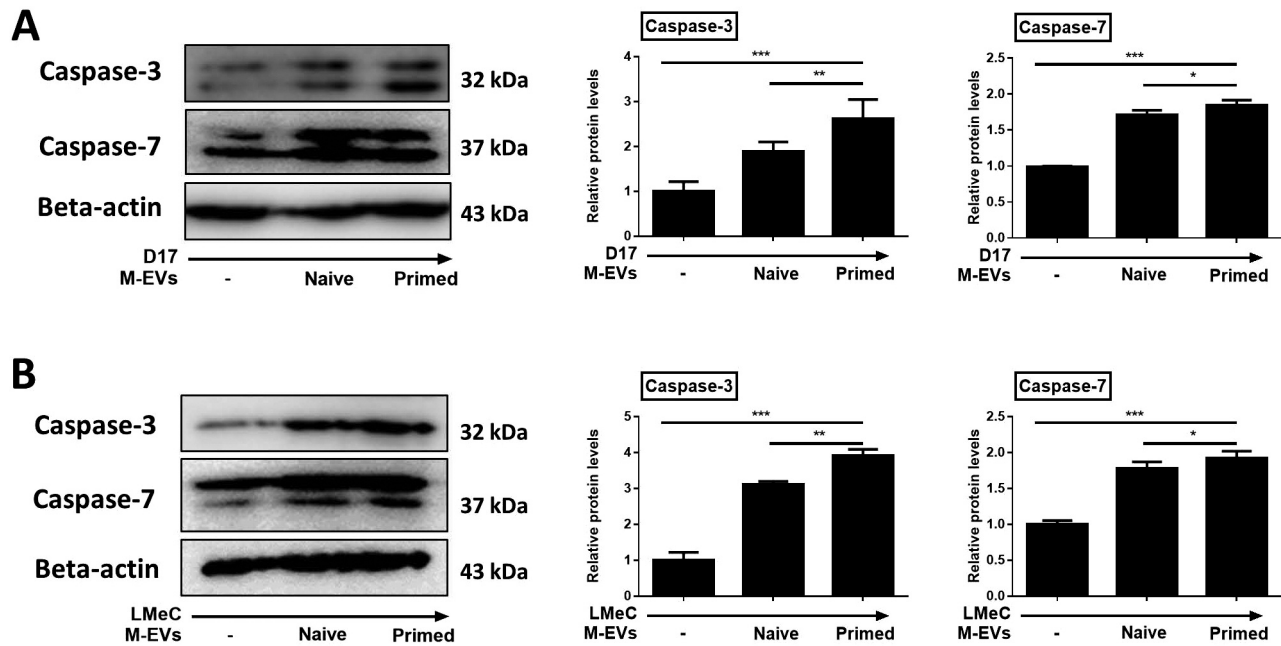 A
Caspase-3
32 kDa
Caspase-7
37 kDa
Beta-actin
43 kDa
D17
M-EVs - Naive Primed
Caspase-3
Relative protein levels
4
3
2
1
0
***
**
D17
M-EVs - Naive Primed
Caspase-7
Relative protein levels
2.5
2.0
1.5
1.0
0.5
0.0
***
*
D17
M-EVs - Naive Primed
B
Caspase-3
32 kDa
Caspase-7
37 kDa
Beta-actin
43 kDa
LMeC
M-EVs - Naive Primed
Caspase-3
Relative protein levels
5
4
3
2
1
0
***
**
LMeC
M-EVs - Naive Primed
Caspase-7
Relative protein levels
2.5
2.0
1.5
1.0
0.5
0.0
***
*
LMeC
M-EVs - Naive Primed